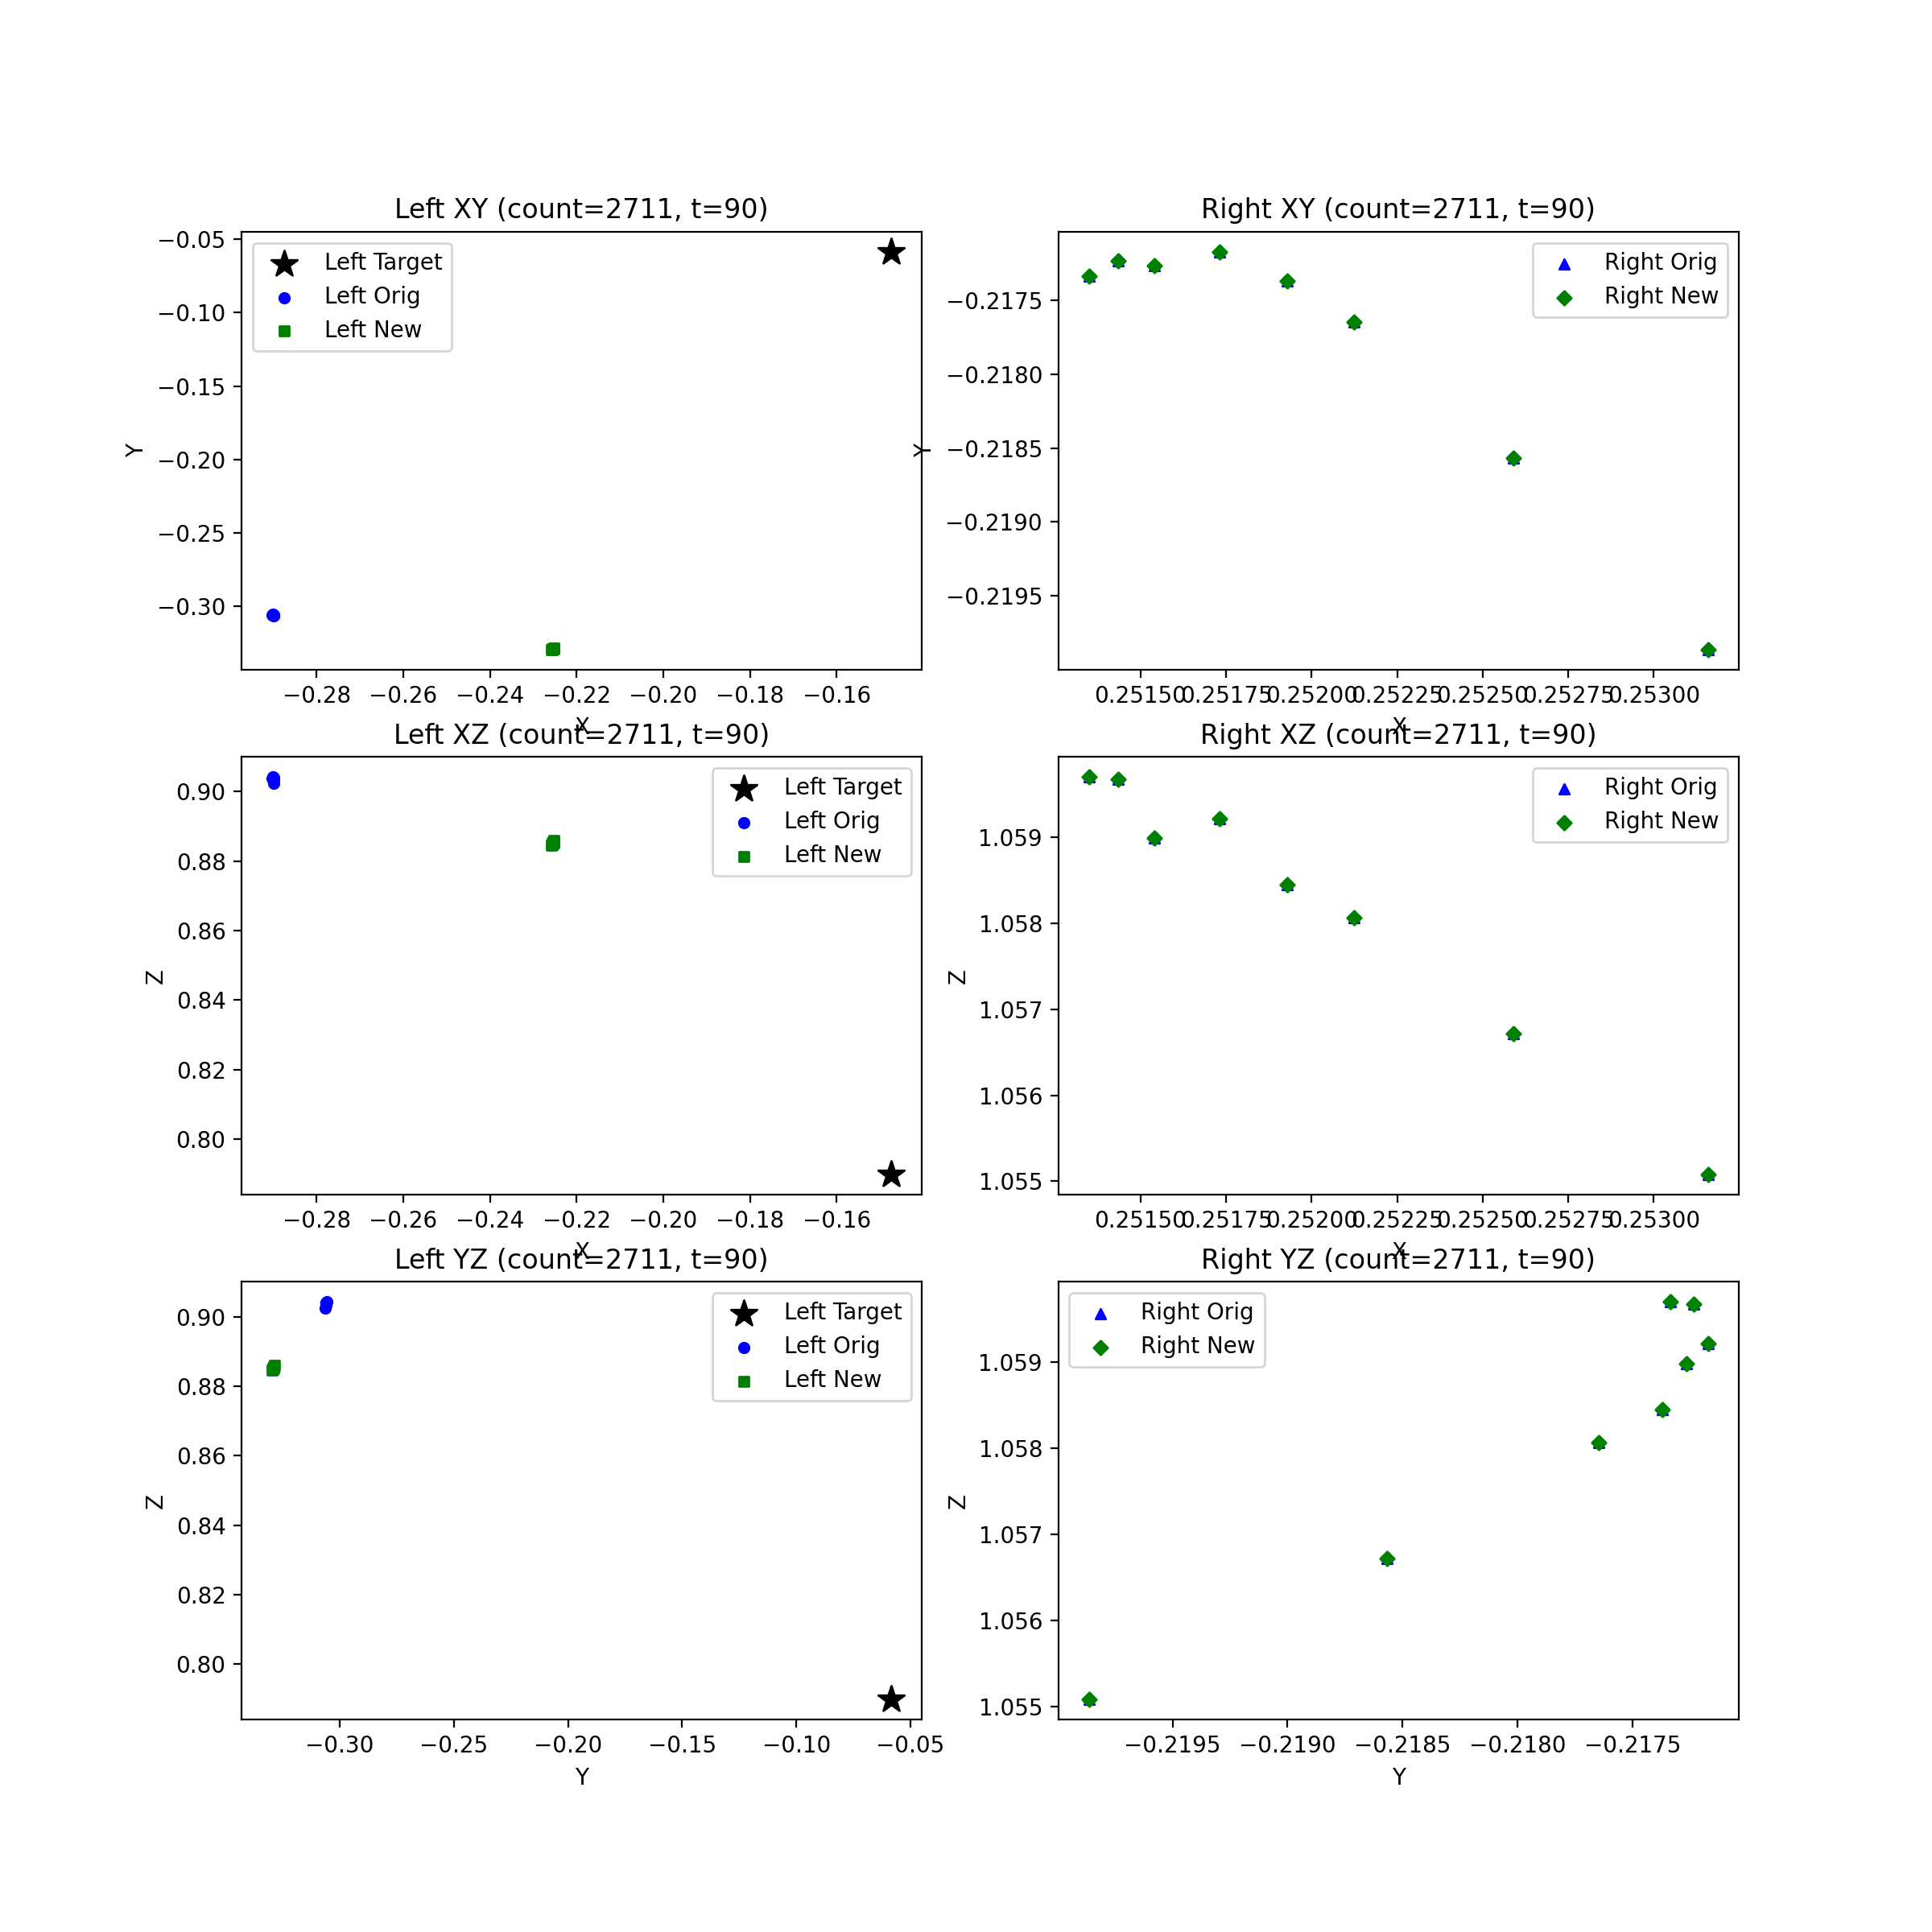 Left XY (count=2711, t=90)
Left Target
Left Orig
Left New
−0.05
−0.10
−0.15
−0.20
−0.25
−0.30
Y
−0.28 −0.26 −0.24 −0.22 −0.20 −0.18 −0.16
X
Right XY (count=2711, t=90)
Right Orig
Right New
−0.2175
−0.2180
−0.2185
−0.2190
−0.2195
Y
0.25150 0.25175 0.25200 0.25225 0.25250 0.25275 0.25300
X
Left XZ (count=2711, t=90)
Left Target
Left Orig
Left New
0.90
0.88
0.86
0.84
0.82
0.80
Z
−0.28 −0.26 −0.24 −0.22 −0.20 −0.18 −0.16
X
Right XZ (count=2711, t=90)
Right Orig
Right New
1.059
1.058
1.057
1.056
1.055
Z
0.25150 0.25175 0.25200 0.25225 0.25250 0.25275 0.25300
X
Left YZ (count=2711, t=90)
Left Target
Left Orig
Left New
0.90
0.88
0.86
0.84
0.82
0.80
Z
−0.30 −0.25 −0.20 −0.15 −0.10 −0.05
Y
Right YZ (count=2711, t=90)
Right Orig
Right New
1.059
1.058
1.057
1.056
1.055
Z
−0.2195 −0.2190 −0.2185 −0.2180 −0.2175
Y